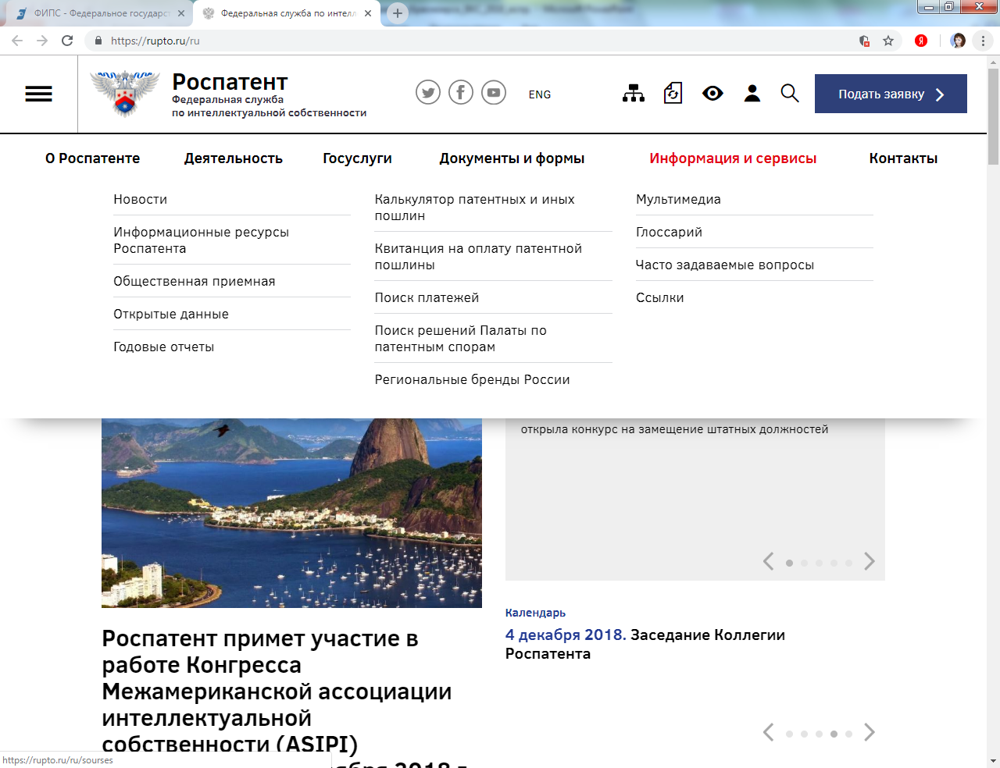 ФИПС - Федеральное государст
Федеральная служба по интелл
https://rupto.ru/ru
Роспатент
Федеральная служба
по интеллектуальной собственности
ENG
Подать заявку
О Роспатенте
Деятельность
Госуслуги
Документы и формы
Информация и сервисы
Контакты
Новости
Информационные ресурсы
Роспатента
Общественная приемная
Открытые данные
Годовые отчеты
Калькулятор патентных и иных
пошлин
Квитанция на оплату патентной
пошлины
Поиск платежей
Поиск решений Палаты по
патентным спорам
Региональные бренды России
Мультимедиа
Глоссарий
Часто задаваемые вопросы
Ссылки
открыла конкурс на замещение штатных должностей
Календарь
4 декабря 2018. Заседание Коллегии
Роспатента
Роспатент примет участие в
работе Конгресса
Межамериканской ассоциации
интеллектуальной
собственности (ASIPI)
2018 г
https://rupto.ru/ru/sourses